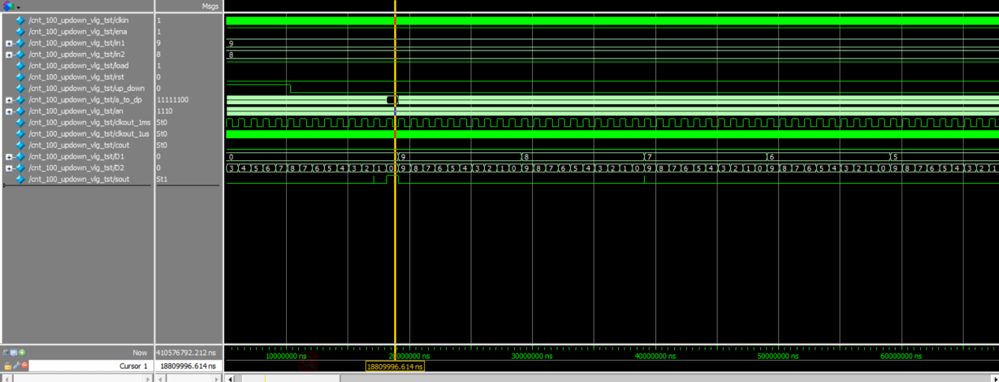 Msgs
/cnt_100_updown_vlg_tst/clkin 1
/cnt_100_updown_vlg_tst/ena 1
/cnt_100_updown_vlg_tst/in1 9 9
/cnt_100_updown_vlg_tst/in2 8 8
/cnt_100_updown_vlg_tst/load 1
/cnt_100_updown_vlg_tst/rst 0
/cnt_100_updown_vlg_tst/up_down 0
/cnt_100_updown_vlg_tst/a_to_dp 11111100
/cnt_100_updown_vlg_tst/an 1110
/cnt_100_updown_vlg_tst/clkout_1ms St0
/cnt_100_updown_vlg_tst/clkout_1us St0
/cnt_100_updown_vlg_tst/cout St0
/cnt_100_updown_vlg_tst/D1 0 0 9 8 7 6 5
/cnt_100_updown_vlg_tst/D2 0 3 4 5 6 7 8 7 6 5 4 3 2 1 0 9 8 7 6 5 4 3 2 1 0 9 8 7 6 5 4 3 2 1 0 9 8 7 6 5 4 3 2 1 0 9 8 7 6 5 4 3 2 1 0 9 8 7 6 5 4 3 2 1
/cnt_100_updown_vlg_tst/sout St1
Now 410576792.212 ns 10000000 ns 20000000 ns 30000000 ns 40000000 ns 50000000 ns 60000000 ns
Cursor 1 18809996.614 ns 18809996.614 ns